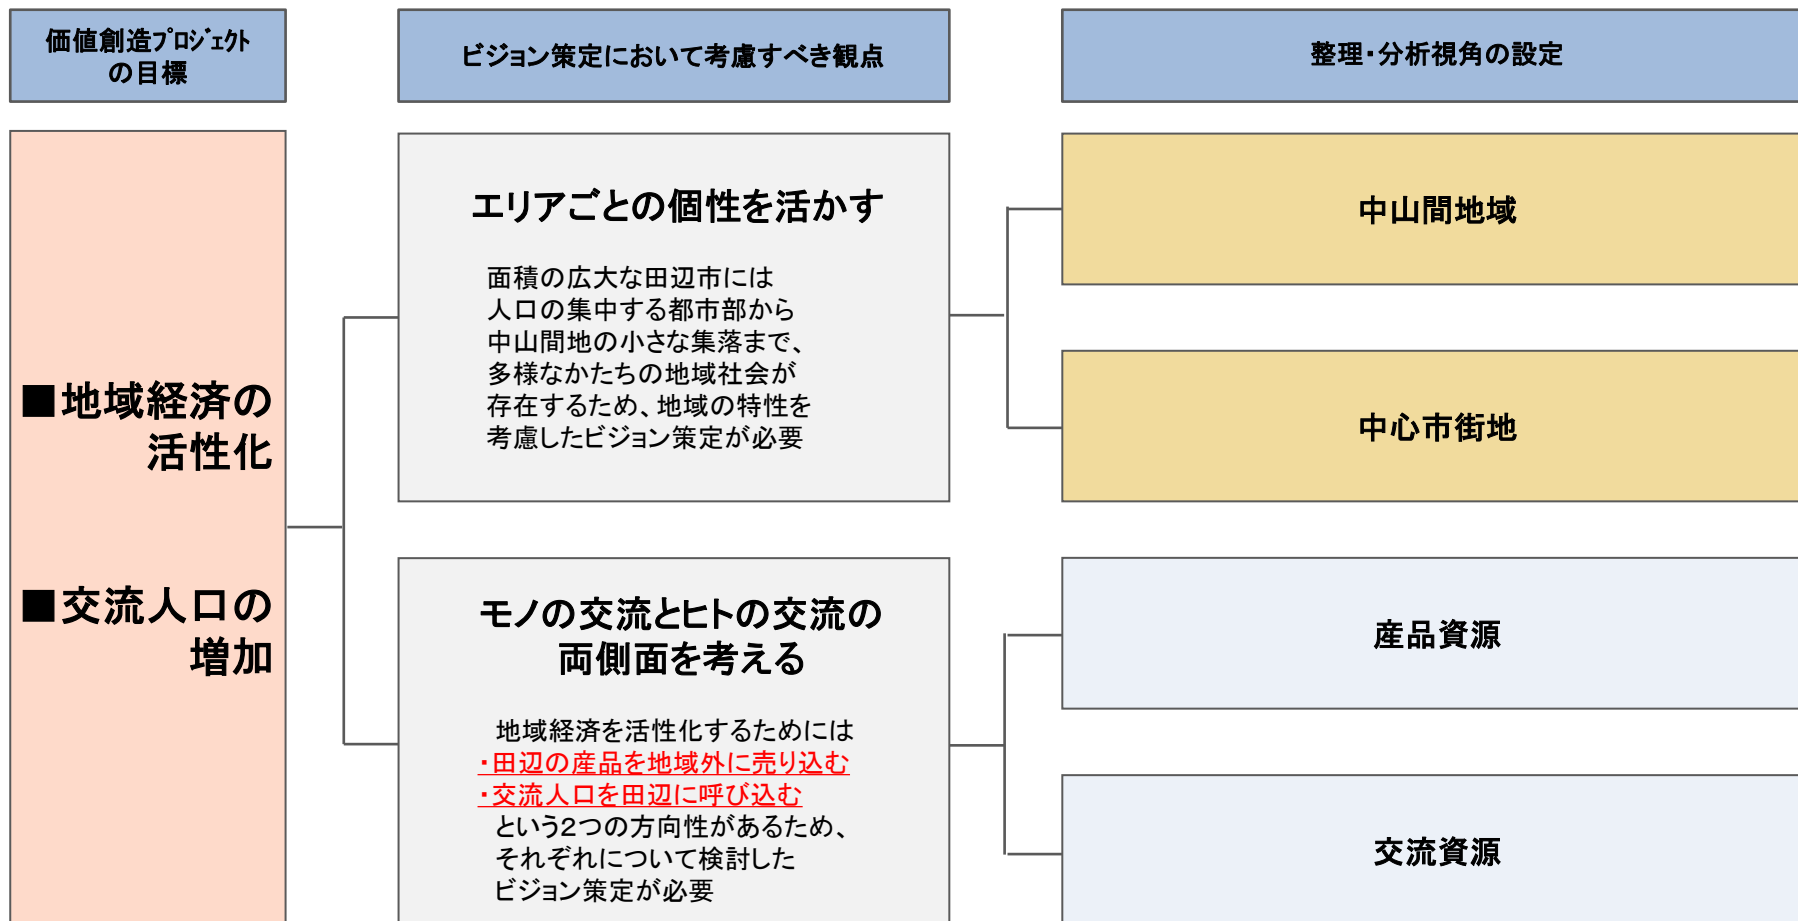 価値創造プロジェクト
の目標
ビジョン策定において考慮すべき観点
整理・分析視角の設定
■地域経済の
活性化
■交流人口の
増加
エリアごとの個性を活かす
面積の広大な田辺市には
人口の集中する都市部から
中山間地の小さな集落まで、
多様なかたちの地域社会が
存在するため、地域の特性を
考慮したビジョン策定が必要
中山間地域
中心市街地
モノの交流とヒトの交流の
両側面を考える
地域経済を活性化するためには
・田辺の産品を地域外に売り込む
・交流人口を田辺に呼び込む
という2つの方向性があるため、
それぞれについて検討した
ビジョン策定が必要
産品資源
交流資源